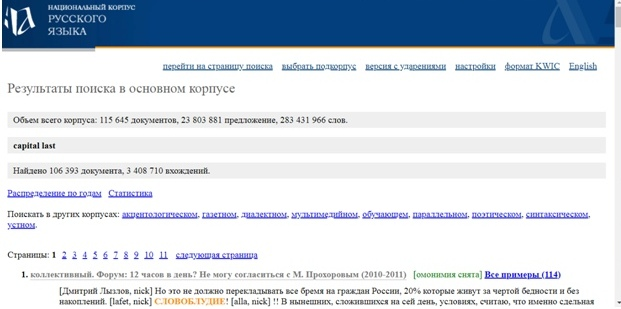 НАЦИОНАЛЬНЫЙ КОРПУС
РУССКОГО
ЯЗЫКА
перейти на страницу поиска выбрать подкорпус версия с ударениями настройки формат KWIC English
Результаты поиска в основном корпусе
Объем всего корпуса: 115 645 документов, 23 803 881 предложение, 283 431 966 слов.
capital last
Найдено 106 393 документа, 3 408 710 вхождений.
Распределение по годам Статистика
Поискать в других корпусах: акцентологическом, газетном, диалектном, мультимедийном, обучающем, параллельном, поэтическом, синтаксическом,
устном.
Страницы: 1 2 3 4 5 6 7 8 9 10 11 следующая страница
1. коллективный. Форум: 12 часов в день? Не могу согласиться с М. Прохоровым (2010-2011) [омонимия снята] Все примеры (114)
[Дмитрий Лызлов, nick] Но это не должно перекладывать все бремя на граждан России, 20% которые живут за чертой бедности и без
накоплений. [lafet, nick] СЛОВОБЛУДИЕ! [alla, nick] !! В нынешних, сложившихся на сей день, условиях, считаю, что именно сдельная